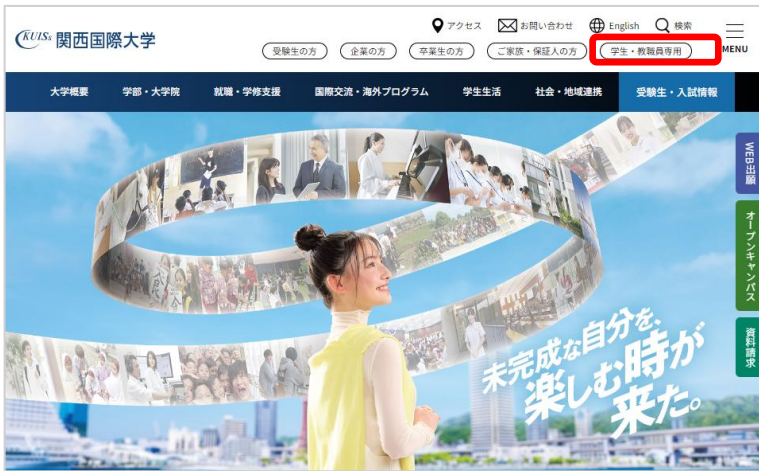 KUISs 関西国際大学
アクセス お問い合わせ English 検索
受験生の方 企業の方 卒業生の方 ご家族・保証人の方 学生・教職員専用 MENU
大学概要 学部・大学院 就職・学修支援 国際交流・海外プログラム 学生生活 社会・地域連携 受験生・入試情報
WEB出願
オープンキャンパス
資料請求
未完成な自分を、
楽しむ時が
来た。